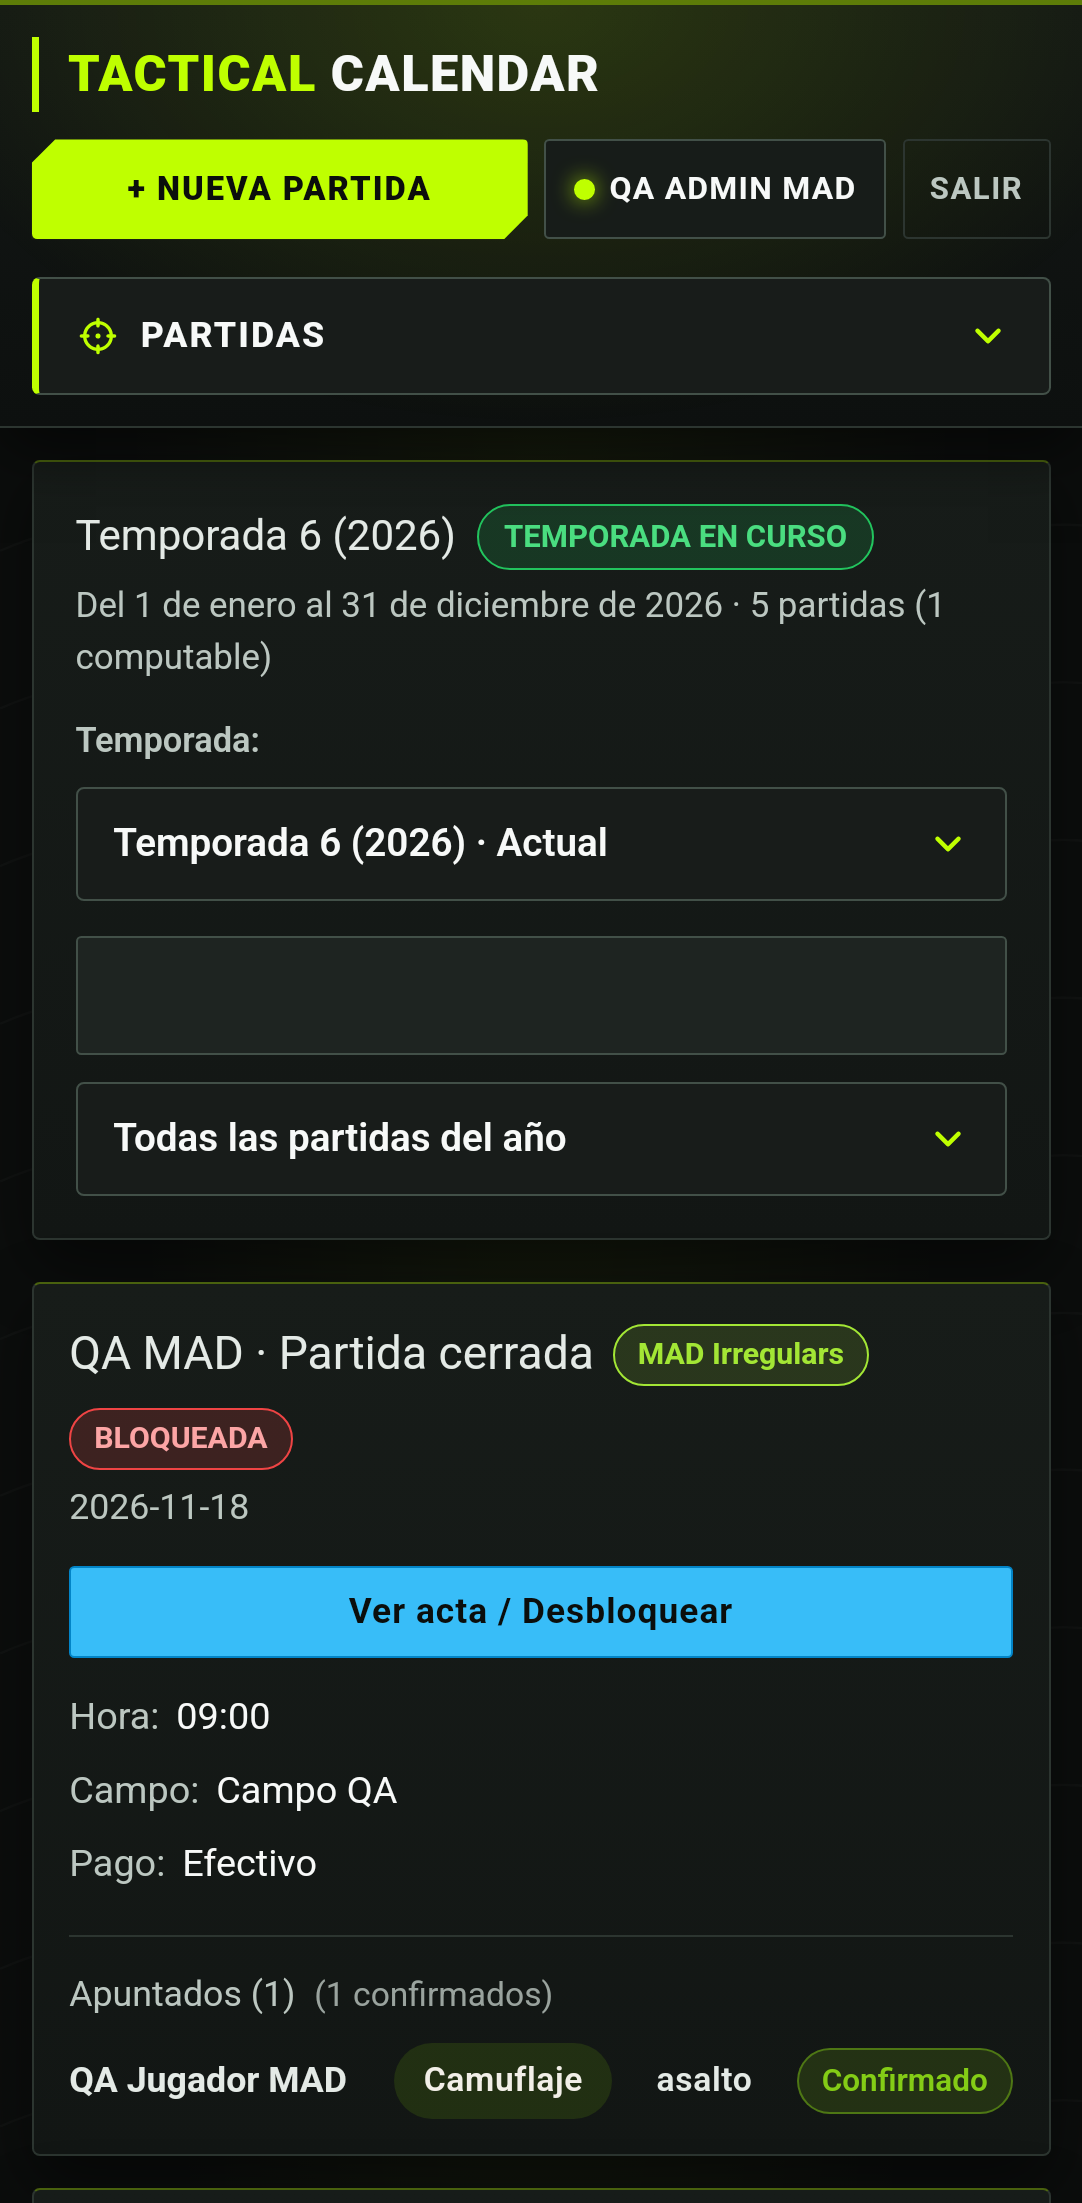 TACTICAL CALENDAR
+ NUEVA PARTIDA
QA ADMIN MAD
SALIR
PARTIDAS
Temporada 6 (2026)
TEMPORADA EN CURSO
Del 1 de enero al 31 de diciembre de 2026 · 5 partidas (1
computable)
Temporada:
Temporada 6 (2026) · Actual
Todas las partidas del año
QA MAD · Partida cerrada
MAD Irregulars
BLOQUEADA
2026-11-18
Ver acta / Desbloquear
Hora: 09:00
Campo: Campo QA
Pago: Efectivo
Apuntados (1) (1 confirmados)
QA Jugador MAD
Camuflaje
asalto
Confirmado